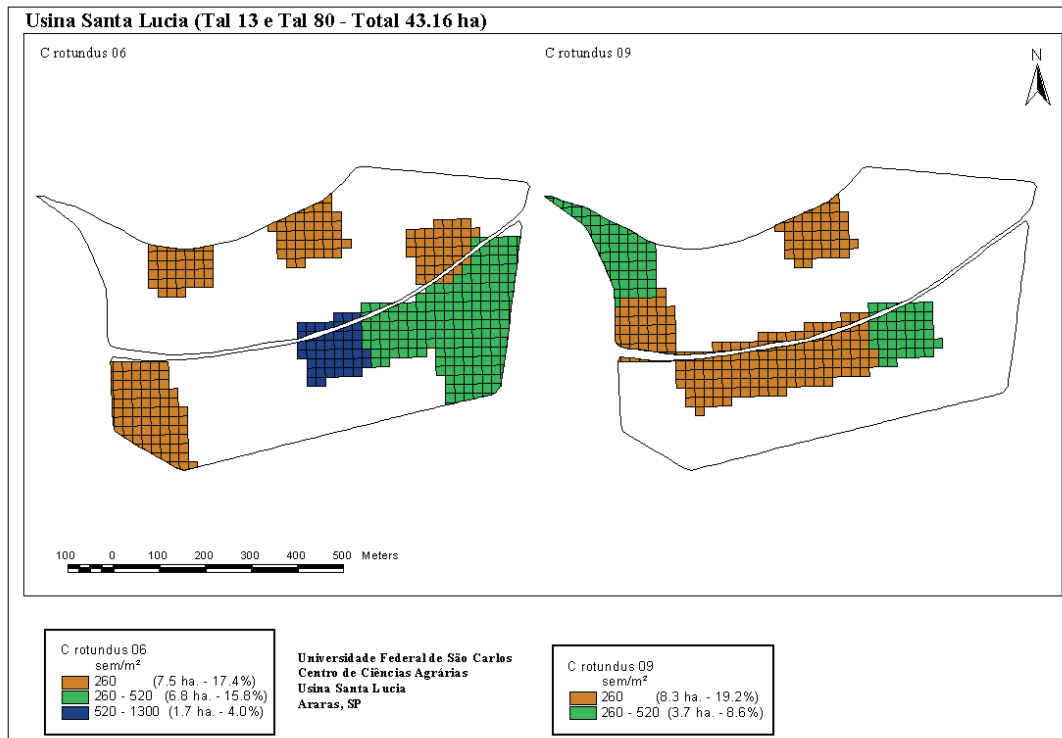 Usina Santa Lucia (Tal 13 e Tal 80 - Total 43.16 ha)
C rotundus 06
C rotundus 09
N
100 0 100 200 300 400 500 Meters
C rotundus 06
sem/m²
260 (7.5 ha. - 17.4%)
260 - 520 (6.8 ha. - 15.8%)
520 - 1300 (1.7 ha. - 4.0%)
Universidade Federal de São Carlos
Centro de Ciências Agrárias
Usina Santa Lucia
Araras, SP
C rotundus 09
sem/m²
260 (8.3 ha. - 19.2%)
260 - 520 (3.7 ha. - 8.6%)